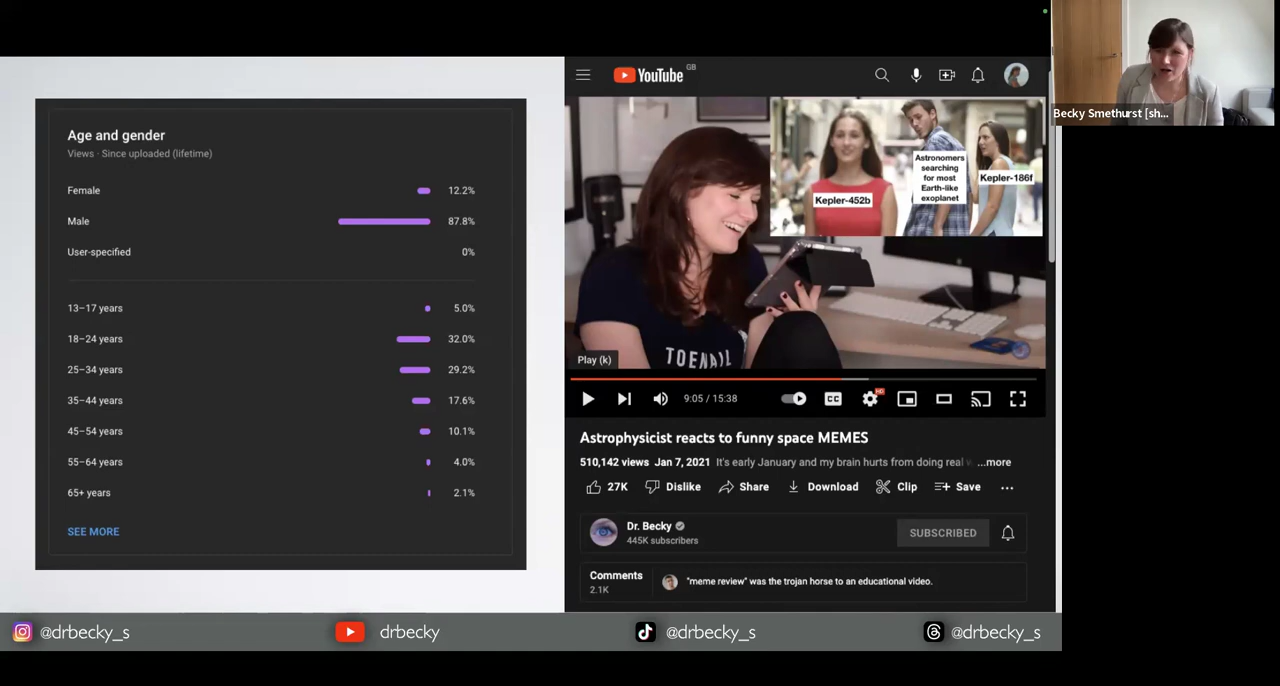 Age and gender
Views · Since uploaded (lifetime)
Female 12.2%
Male 87.8%
User-specified 0%
13–17 years 5.0%
18–24 years 32.0%
25–34 years 29.2%
35–44 years 17.6%
45–54 years 10.1%
55–64 years 4.0%
65+ years 2.1%
SEE MORE
YouTube GB
Kepler-452b
Astronomers
searching
for most
Earth-like
exoplanet
Kepler-186f
TOENAIL
Play (k)
9:05 / 15:38
CC
HD
Astrophysicist reacts to funny space MEMES
510,142 views Jan 7, 2021 It's early January and my brain hurts from doing real ...more
27K Dislike Share Download Clip Save
Dr. Becky
445K subscribers
SUBSCRIBED
Comments
2.1K
"meme review" was the trojan horse to an educational video.
@drbecky_s drbecky @drbecky_s @drbecky_s
Becky Smethurst [sh...